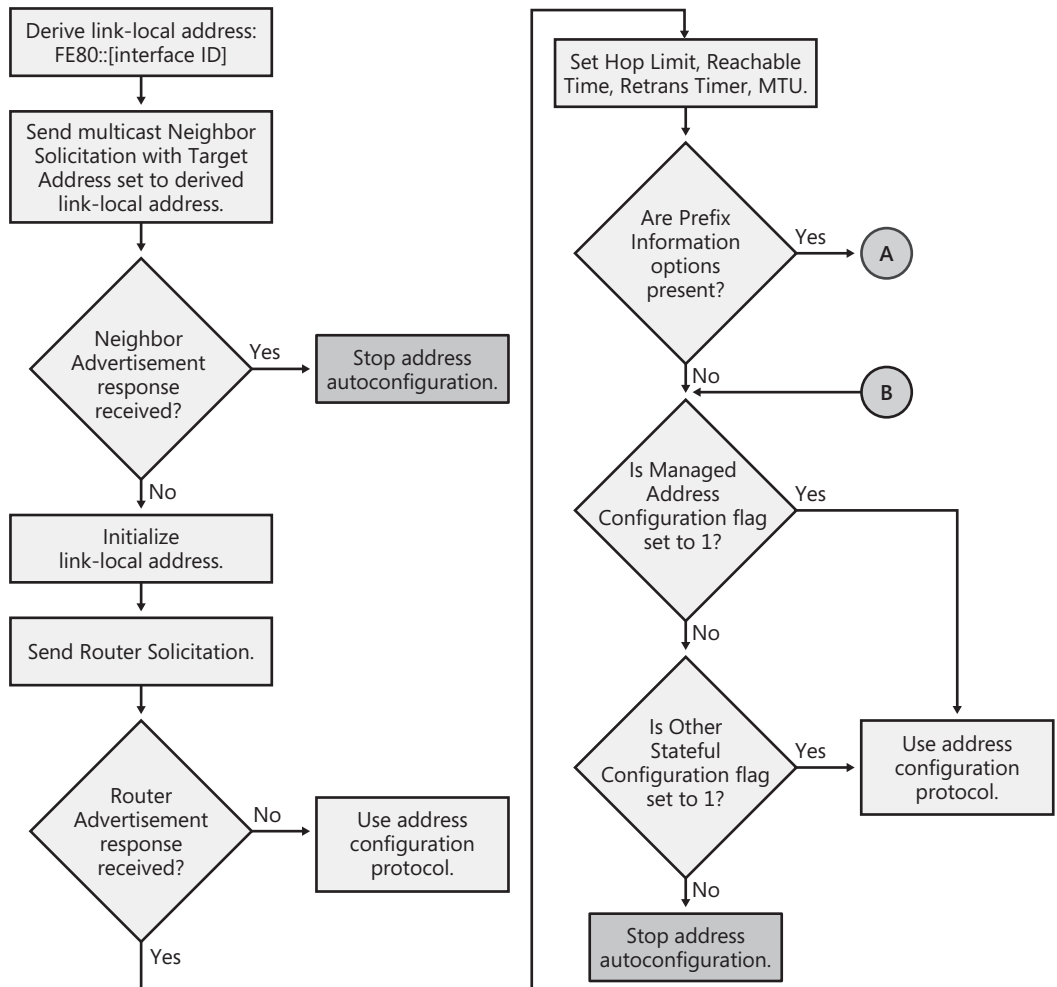 Derive link-local address:
FE80::[interface ID]
Send multicast Neighbor
Solicitation with Target
Address set to derived
link-local address.
Neighbor
Advertisement
response
received?
Yes
Stop address
autoconfiguration.
No
Initialize
link-local address.
Send Router Solicitation.
Router
Advertisement
response
received?
No
Use address
configuration
protocol.
Yes
Set Hop Limit, Reachable
Time, Retrans Timer, MTU.
Are Prefix
Information
options
present?
Yes
A
No
B
Is Managed
Address
Configuration flag
set to 1?
Yes
No
Is Other
Stateful
Configuration flag
set to 1?
Yes
Use address
configuration
protocol.
No
Stop address
autoconfiguration.